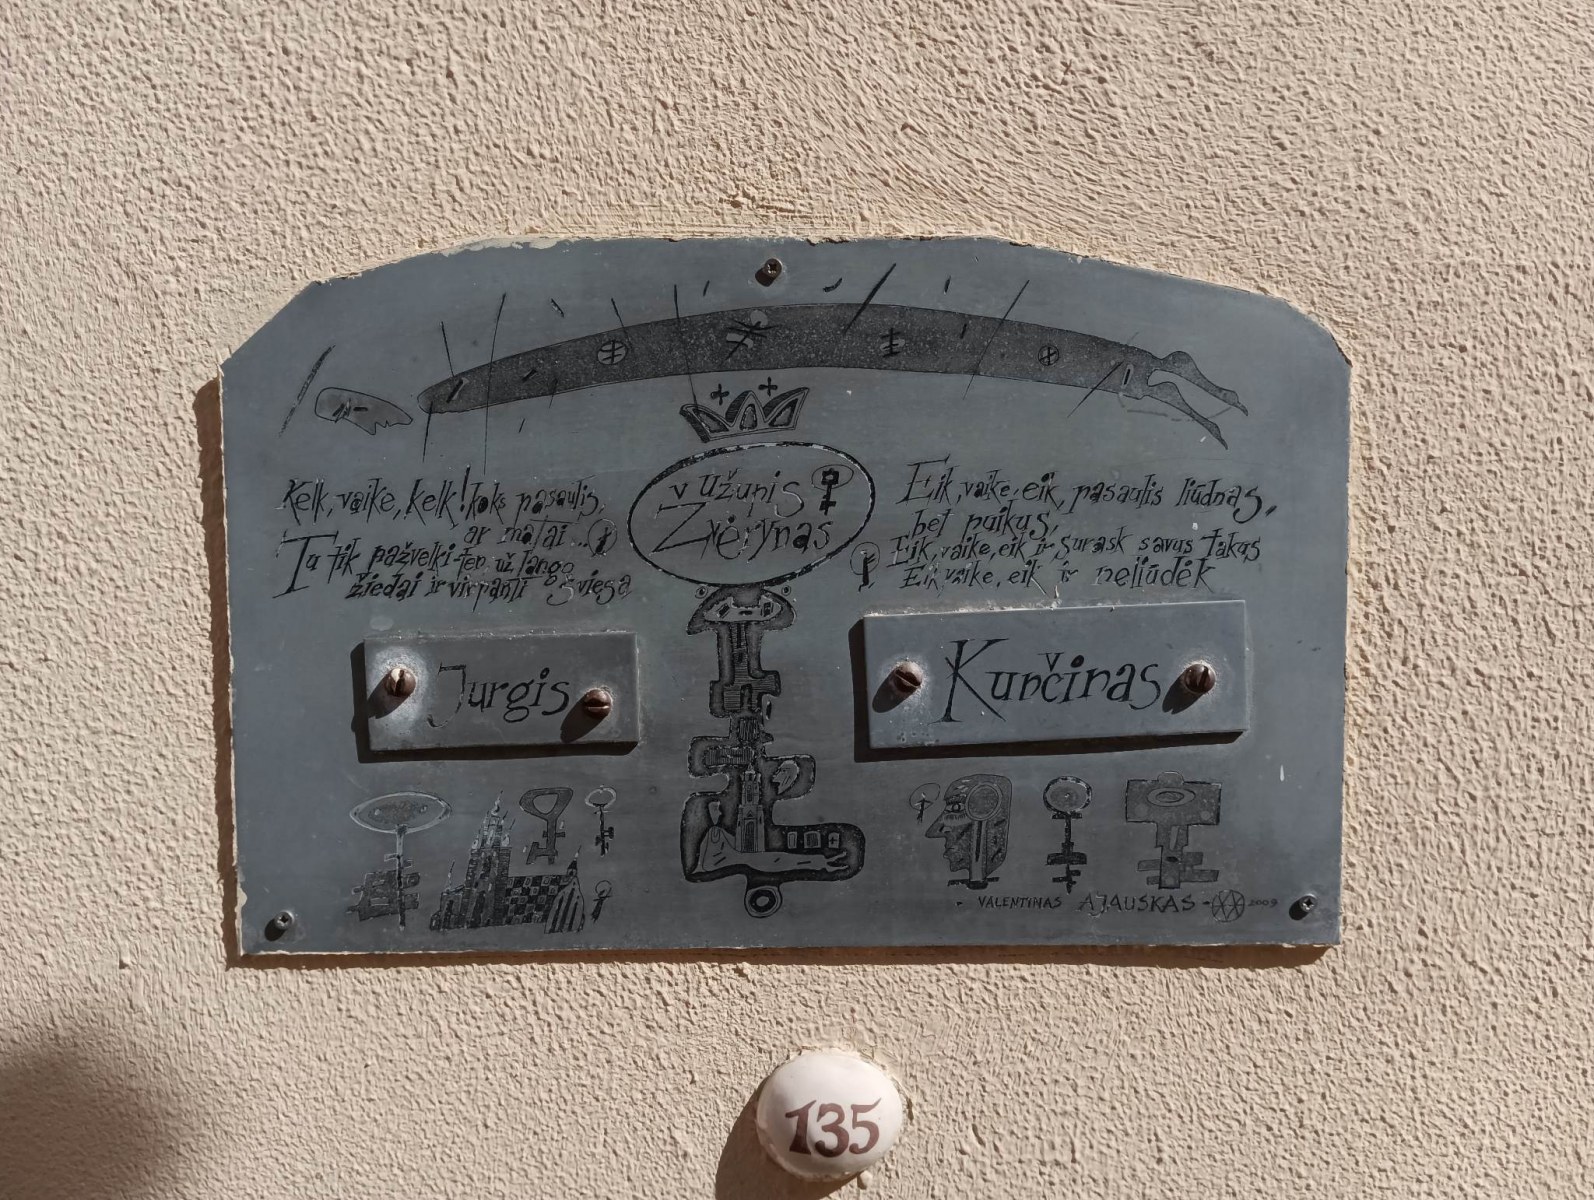 Kelk, vaike, kelk! koks pasaulis,
ar matai...
Tu tik pažvelki-ten už lango
žiedai ir virpanti šviesa
v Užupis
Žvėrynas
Eik, vaike, eik, pasaulis liūdnas,
bet puikus,
Eik, vaike, eik ir surask savus takus
Eik vaike, eik ir neliūdėk
Jurgis
Kunčinas
- VALENTINAS AJAUSKAS - 2009
135